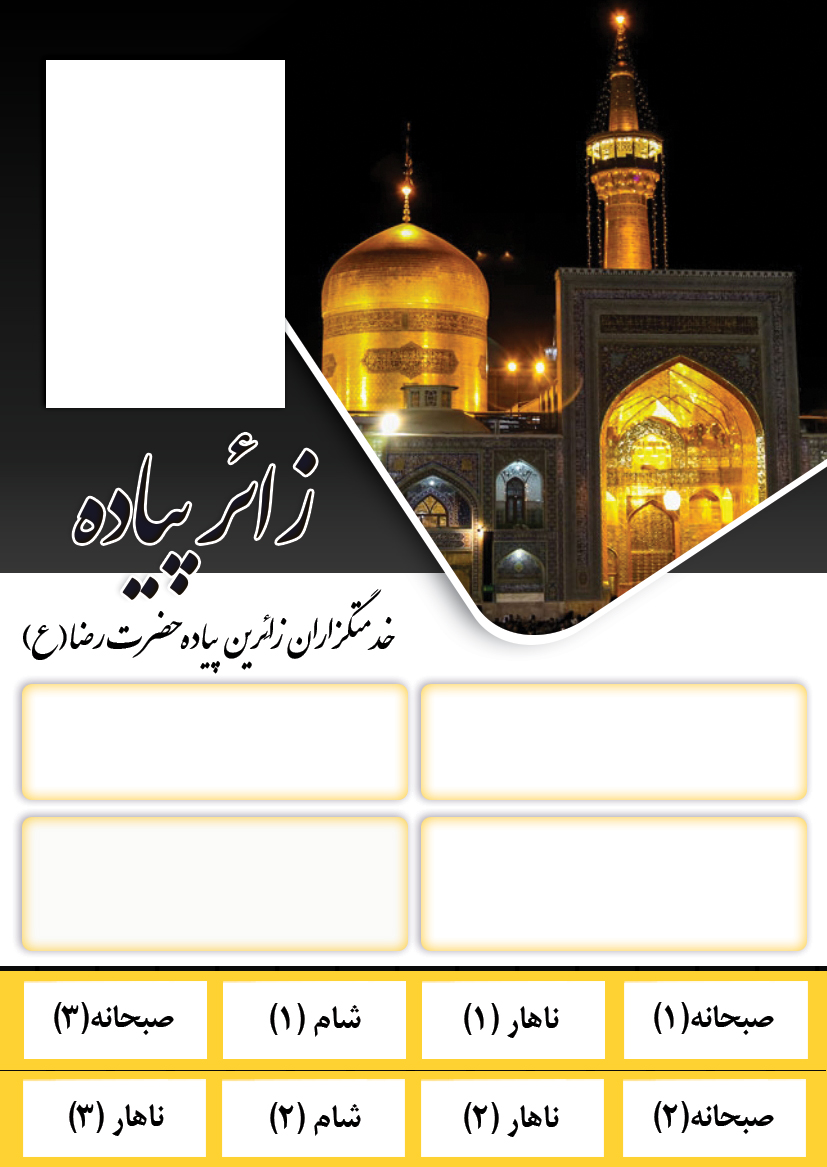 زائر پیاده
خدمتگزاران زائرین پیاده حضرت رضا (ع)
صبحانه(۱) ناهار (۱) شام (۱) صبحانه(۳)
صبحانه(۲) ناهار (۲) شام (۲) ناهار (۳)